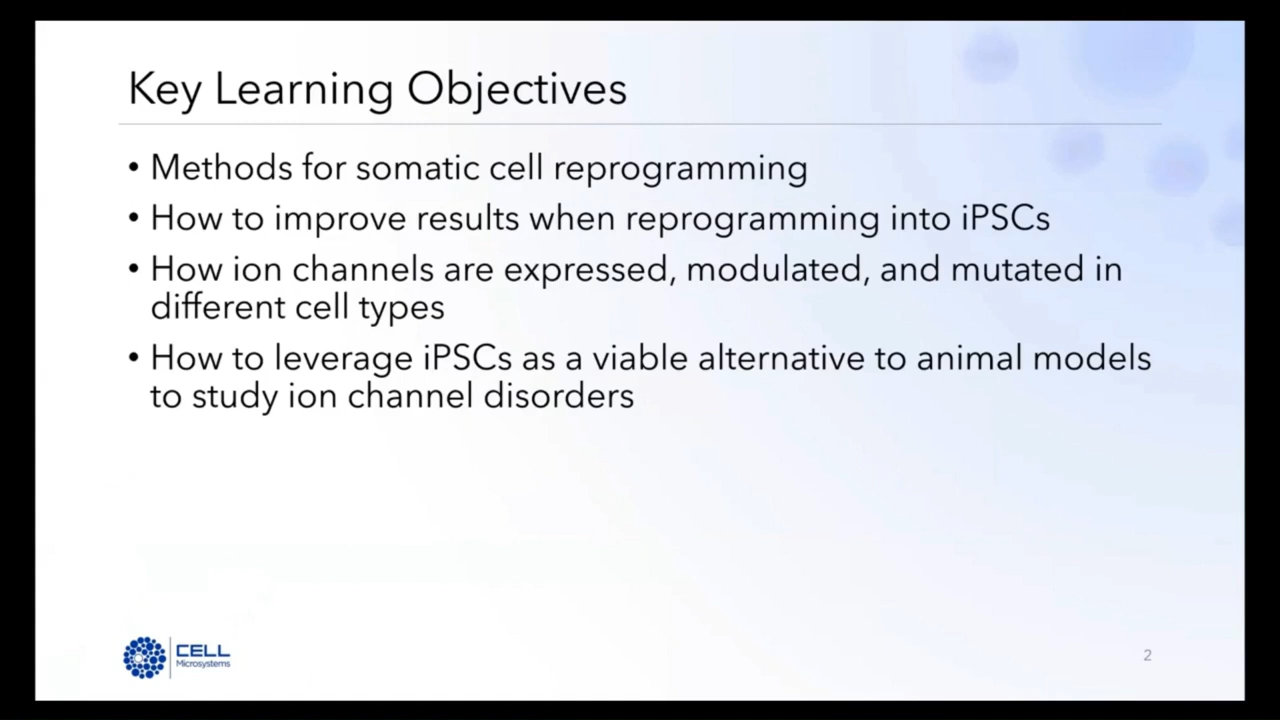 Key Learning Objectives
• Methods for somatic cell reprogramming
• How to improve results when reprogramming into iPSCs
• How ion channels are expressed, modulated, and mutated in
different cell types
• How to leverage iPSCs as a viable alternative to animal models
to study ion channel disorders
CELL
Microsystems
2